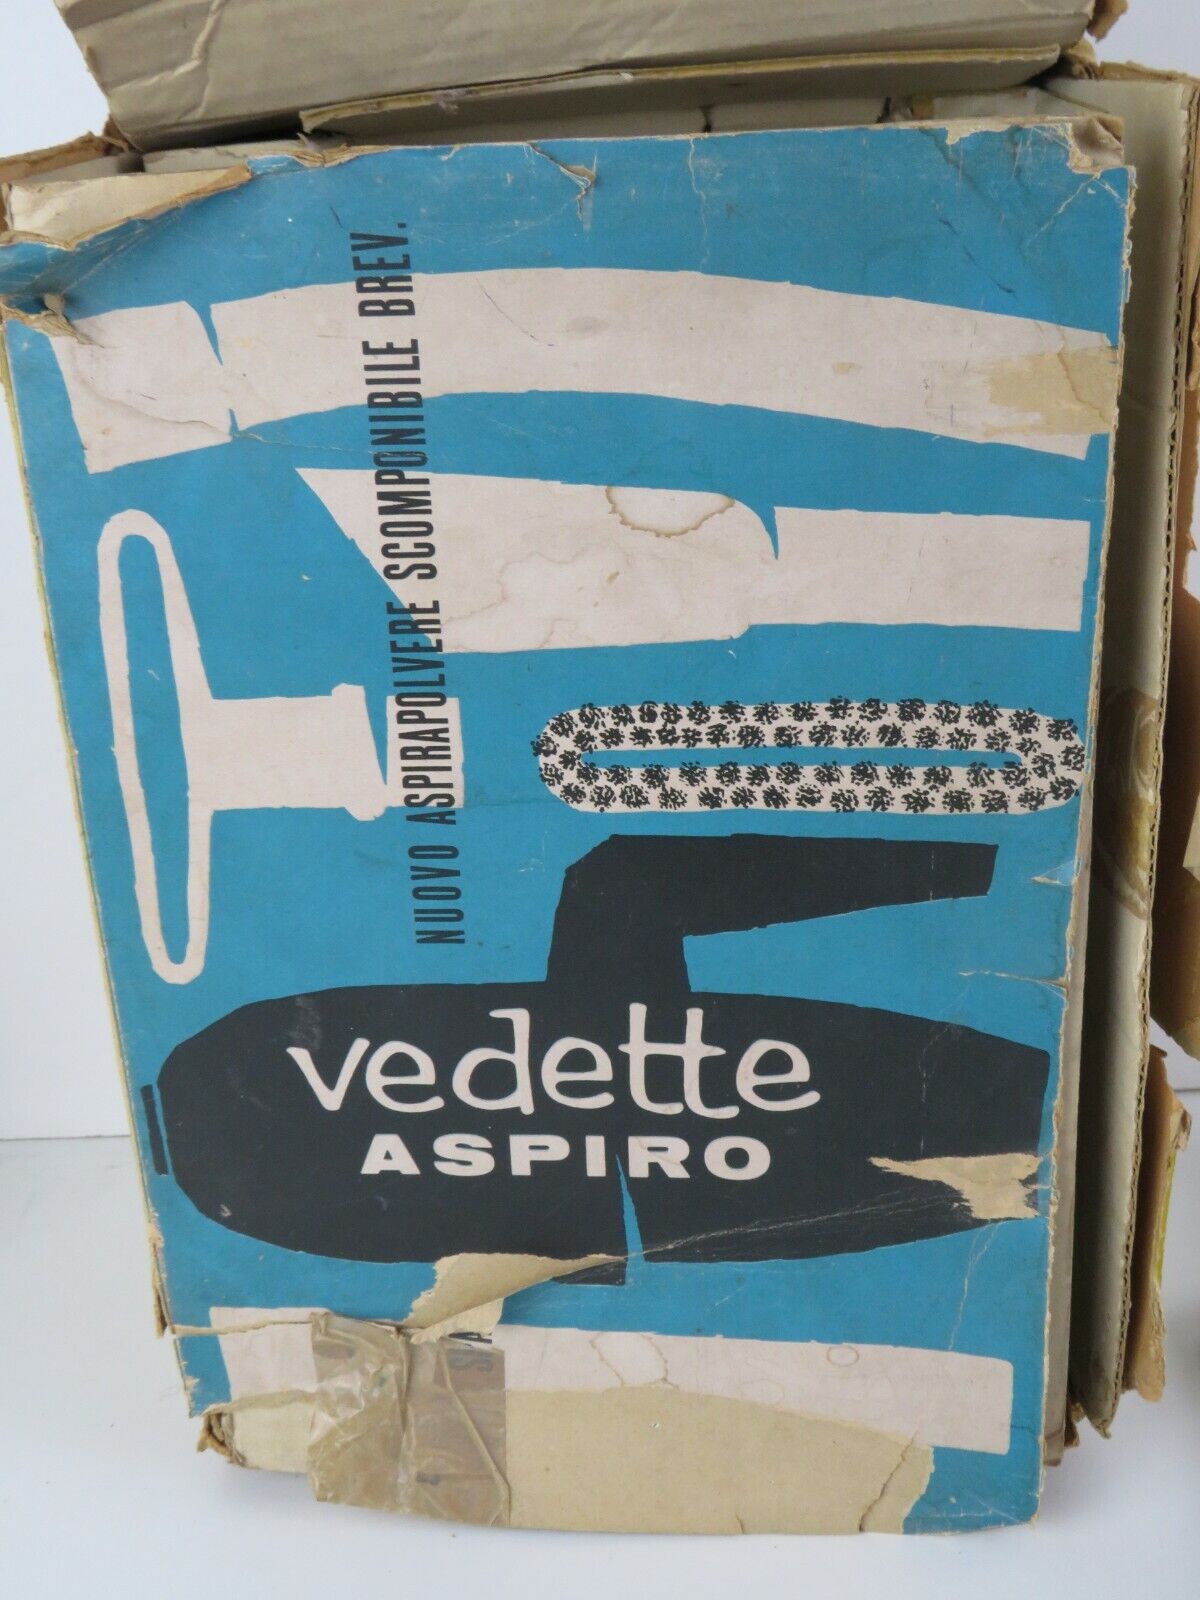 NUOVO ASPIRAPOLVERE SCOMPONIBILE BREV.
vedette
ASPIRO